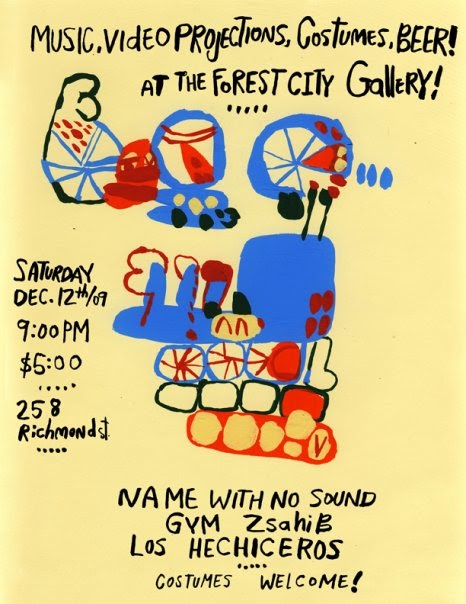 MUSIC, VIDEO PROJECTIONS, COSTUMES, BEER!
AT THE FOREST CITY GALLERY!
SATURDAY
DEC. 12th/09
9:00PM
$5:00
258
Richmond st.
NAME WITH NO SOUND
GYM ZsahiB
LOS HECHICEROS
COSTUMES WELCOME!